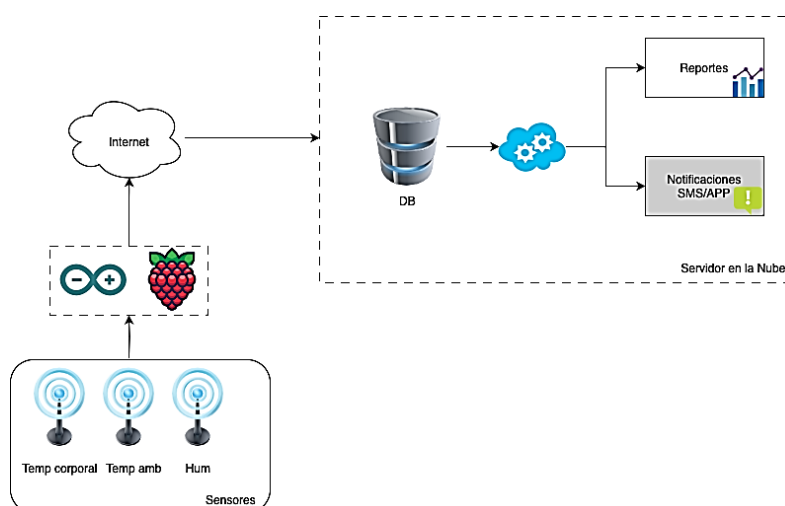 Reportes
Internet
DB
Notificaciones
SMS/APP
Servidor en la Nube
Temp corporal
Temp amb
Hum
Sensores